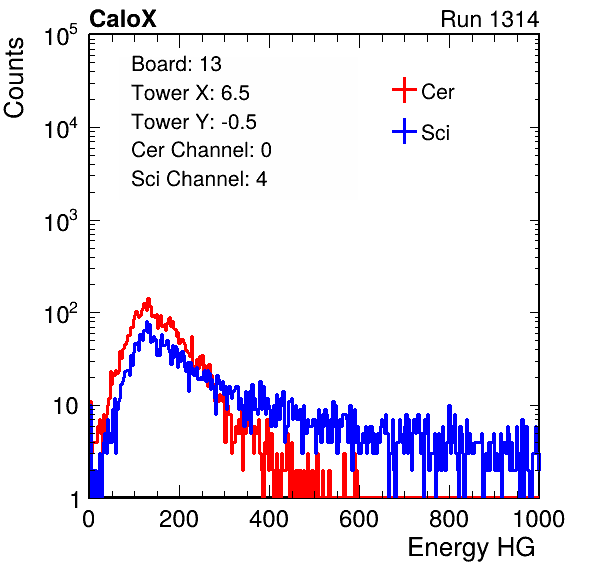 CaloX Run 1314
Counts
10^5
10^4
10^3
10^2
10
1
Board: 13
Tower X: 6.5
Tower Y: -0.5
Cer Channel: 0
Sci Channel: 4
Cer
Sci
0 200 400 600 800 1000
Energy HG